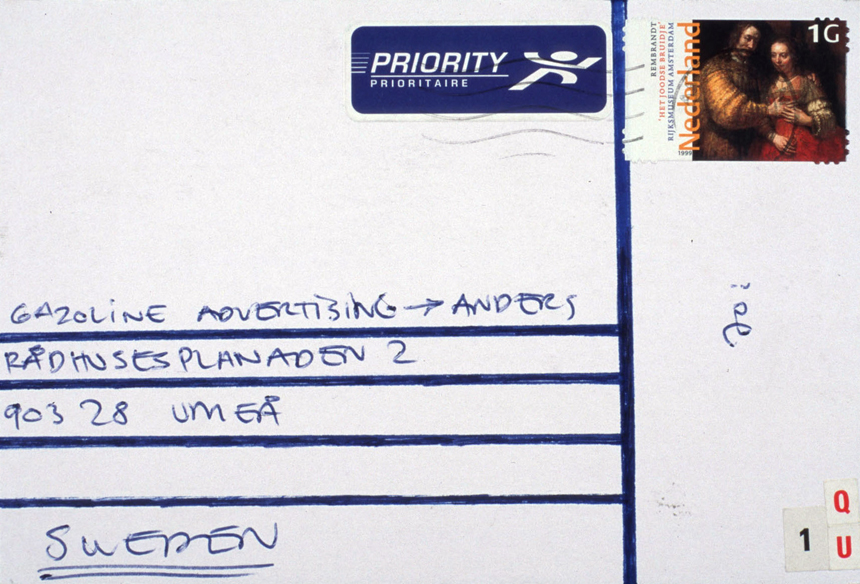 PRIORITY
PRIORITAIRE
REMBRANDT
'HET JOODSE BRUIDJE'
RIJKSMUSEUM AMSTERDAM
Nederland
1999
1G
GAZOLINE ADVERTISING → ANDERS
RÅDHUSESPLANADEN 2
903 28 UMEÅ
SWEDEN
Q
1 U